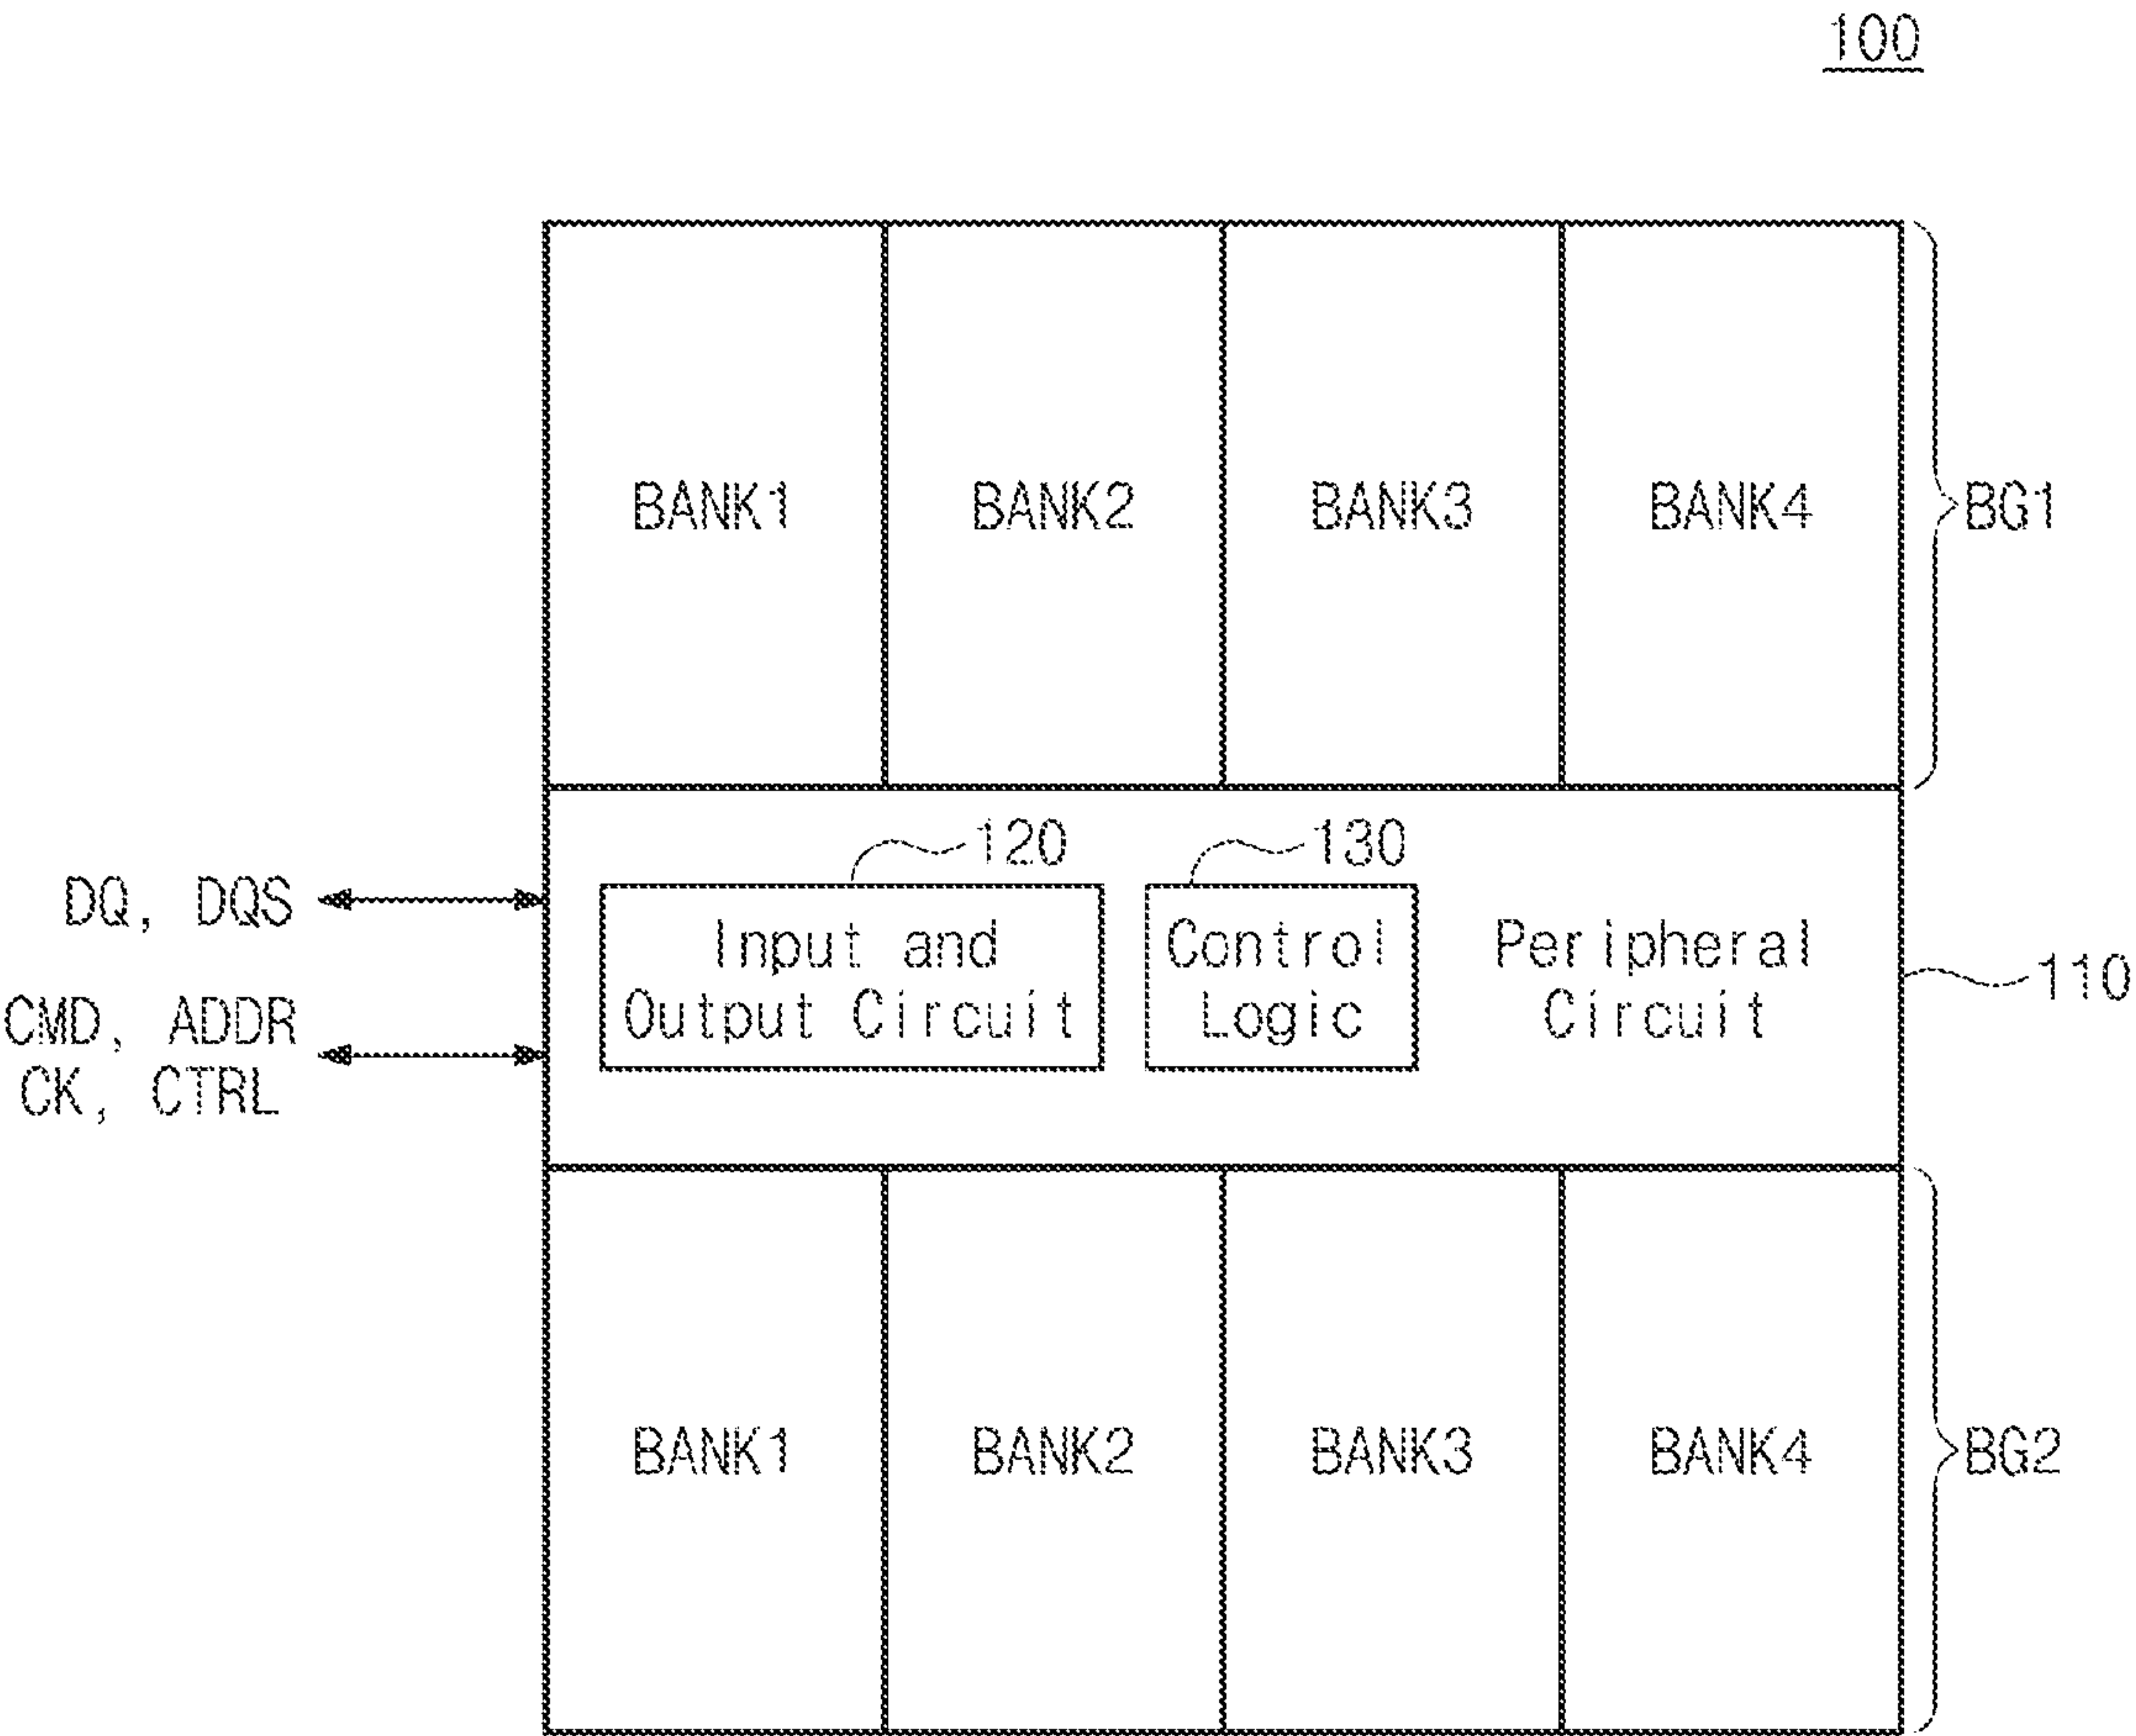 100
BANK1 BANK2 BANK3 BANK4 BG1
120 130
DQ, DQS
Input and Control Peripheral
Output Circuit Logic Circuit
110
CMD, ADDR
CK, CTRL
BANK1 BANK2 BANK3 BANK4 BG2